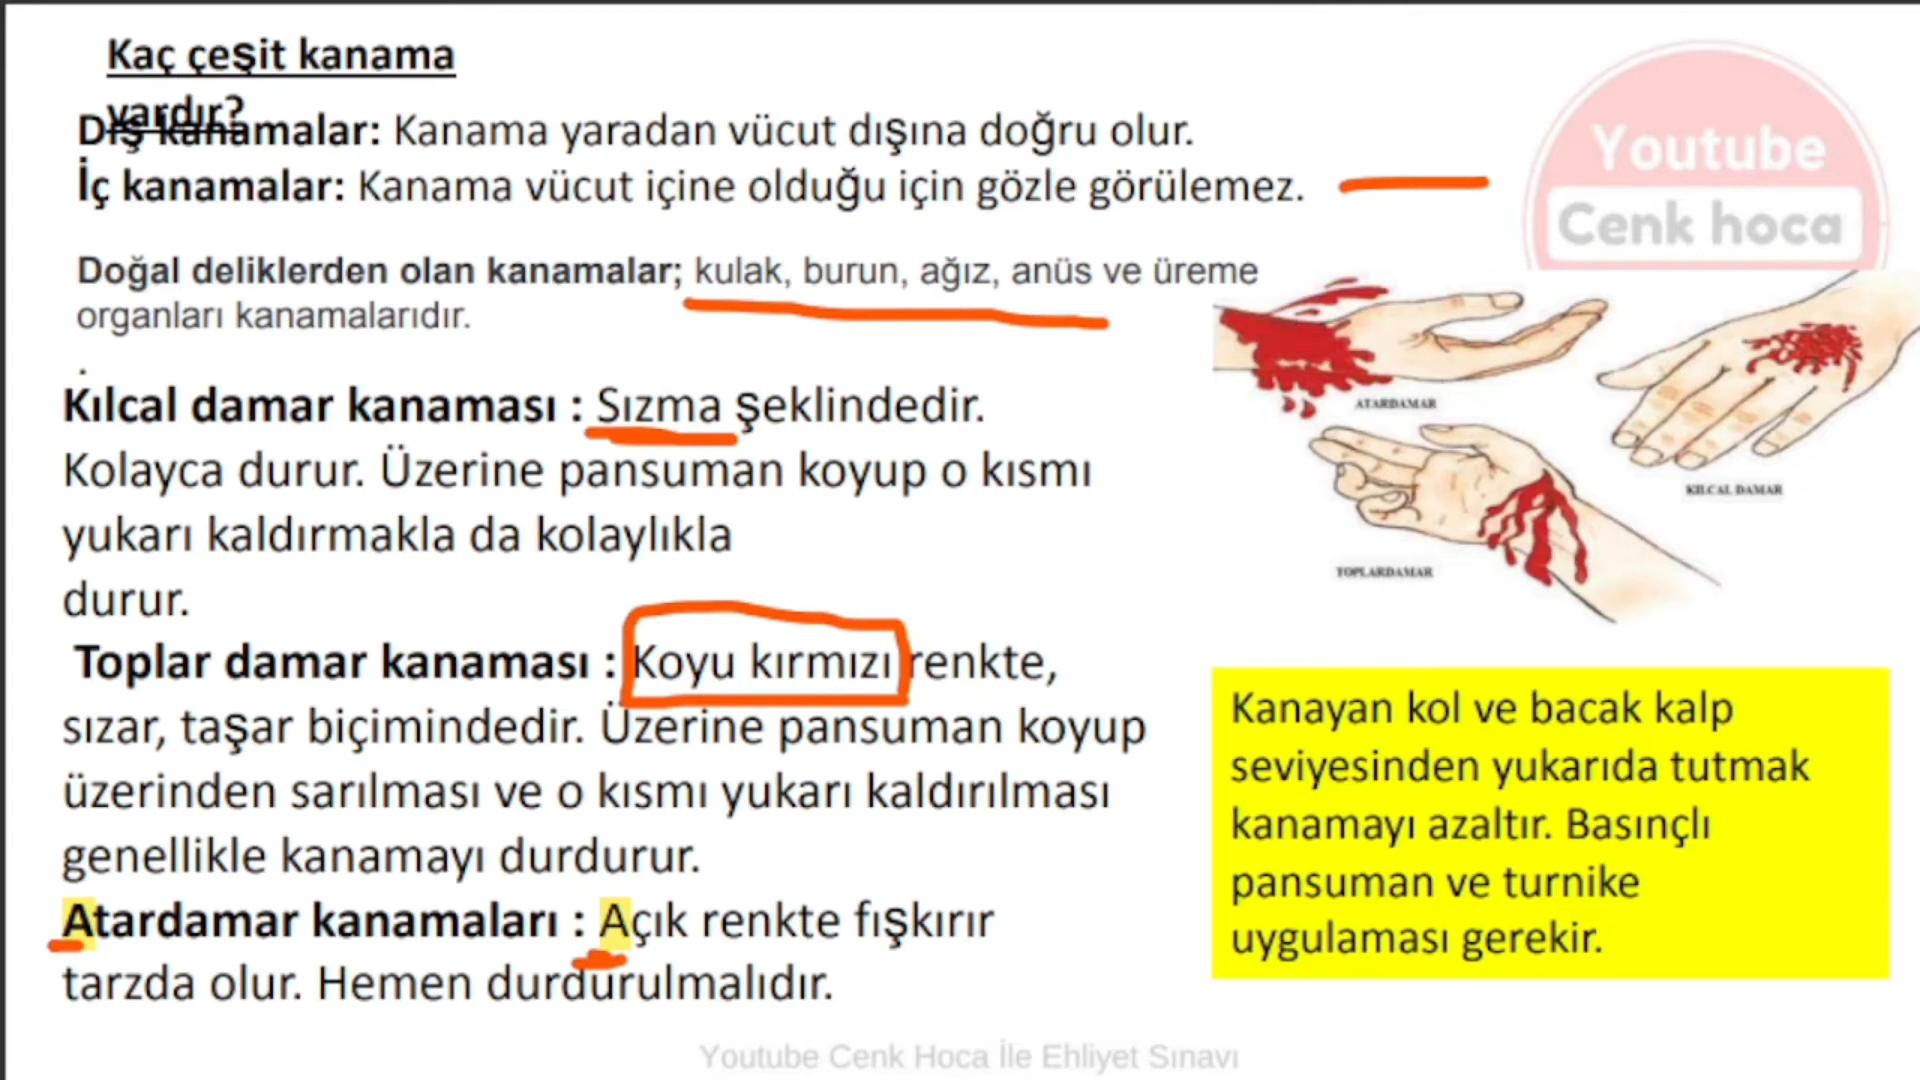 Kaç çeşit kanama
vardır?
Dış kanamalar: Kanama yaradan vücut dışına doğru olur.
İç kanamalar: Kanama vücut içine olduğu için gözle görülemez.
Doğal deliklerden olan kanamalar; kulak, burun, ağız, anüs ve üreme
organları kanamalarıdır.
.
Kılcal damar kanaması : Sızma şeklindedir.
Kolayca durur. Üzerine pansuman koyup o kısmı
yukarı kaldırmakla da kolaylıkla
durur.
Toplar damar kanaması : Koyu kırmızı renkte,
sızar, taşar biçimindedir. Üzerine pansuman koyup
üzerinden sarılması ve o kısmı yukarı kaldırılması
genellikle kanamayı durdurur.
Atardamar kanamaları : Açık renkte fışkırır
tarzda olur. Hemen durdurulmalıdır.
Youtube
Cenk hoca
ATARDAMAR
KILCAL DAMAR
TOPLARDAMAR
Kanayan kol ve bacak kalp
seviyesinden yukarıda tutmak
kanamayı azaltır. Basınçlı
pansuman ve turnike
uygulaması gerekir.
Youtube Cenk Hoca İle Ehliyet Sınavı